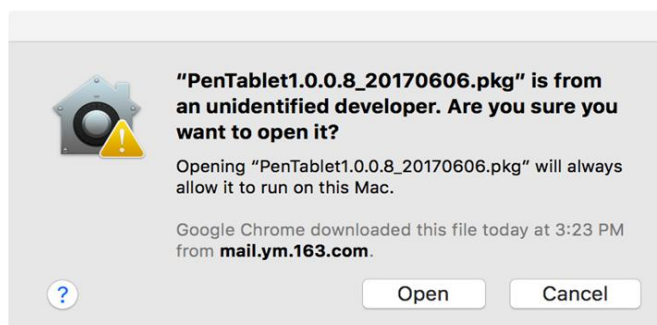 “PenTablet1.0.0.8_20170606.pkg” is from
an unidentified developer. Are you sure you
want to open it?
Opening “PenTablet1.0.0.8_20170606.pkg” will always
allow it to run on this Mac.
Google Chrome downloaded this file today at 3:23 PM
from mail.ym.163.com.
?
Open
Cancel